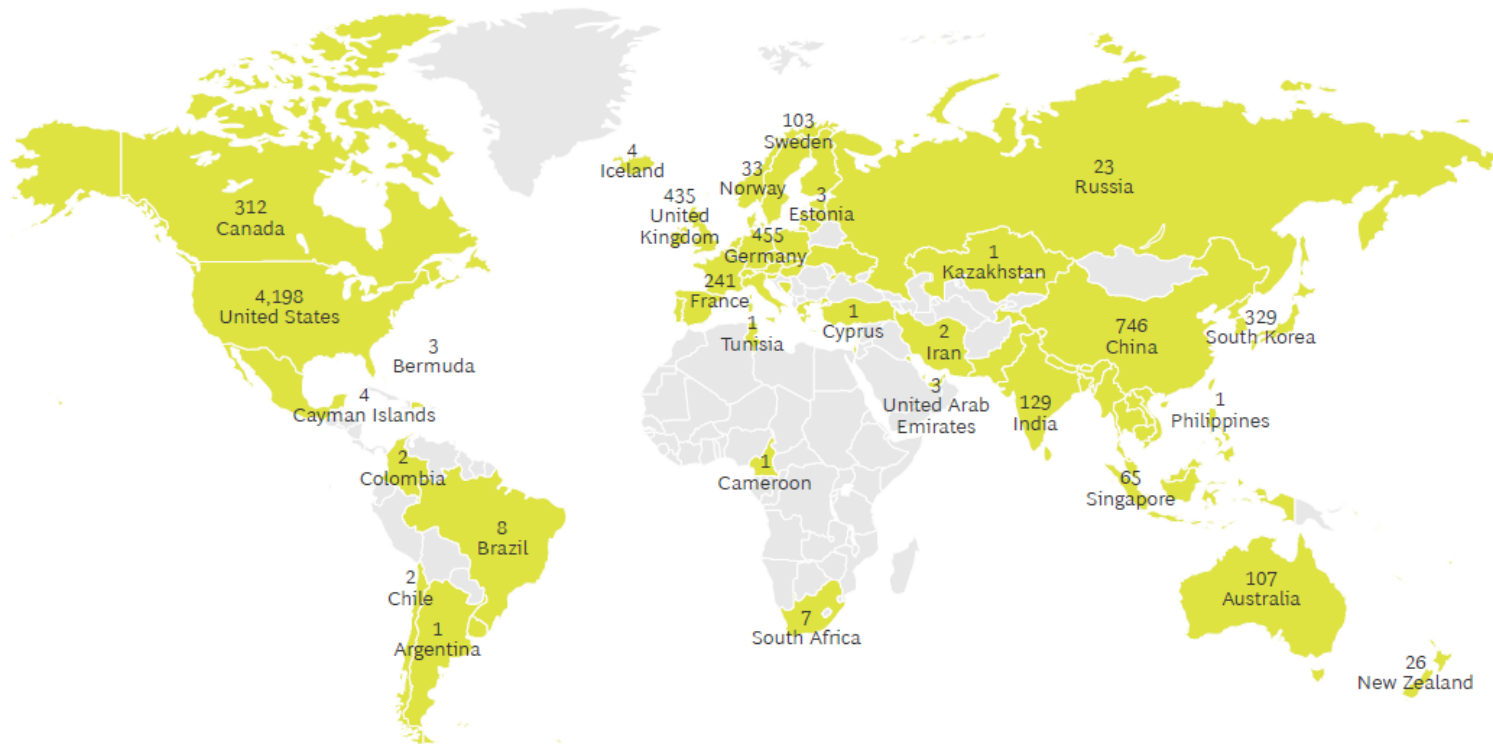 103
Sweden
4
Iceland
33
Norway
23
Russia
435
United
Kingdom
3
Estonia
312
Canada
455
Germany
1
Kazakhstan
241
France
4,198
United States
1
Tunisia
1
Cyprus
2
Iran
746
China
329
South Korea
3
Bermuda
4
Cayman Islands
3
United Arab
Emirates
129
India
1
Philippines
2
Colombia
1
Cameroon
65
Singapore
8
Brazil
2
Chile
107
Australia
1
Argentina
7
South Africa
26
New Zealand